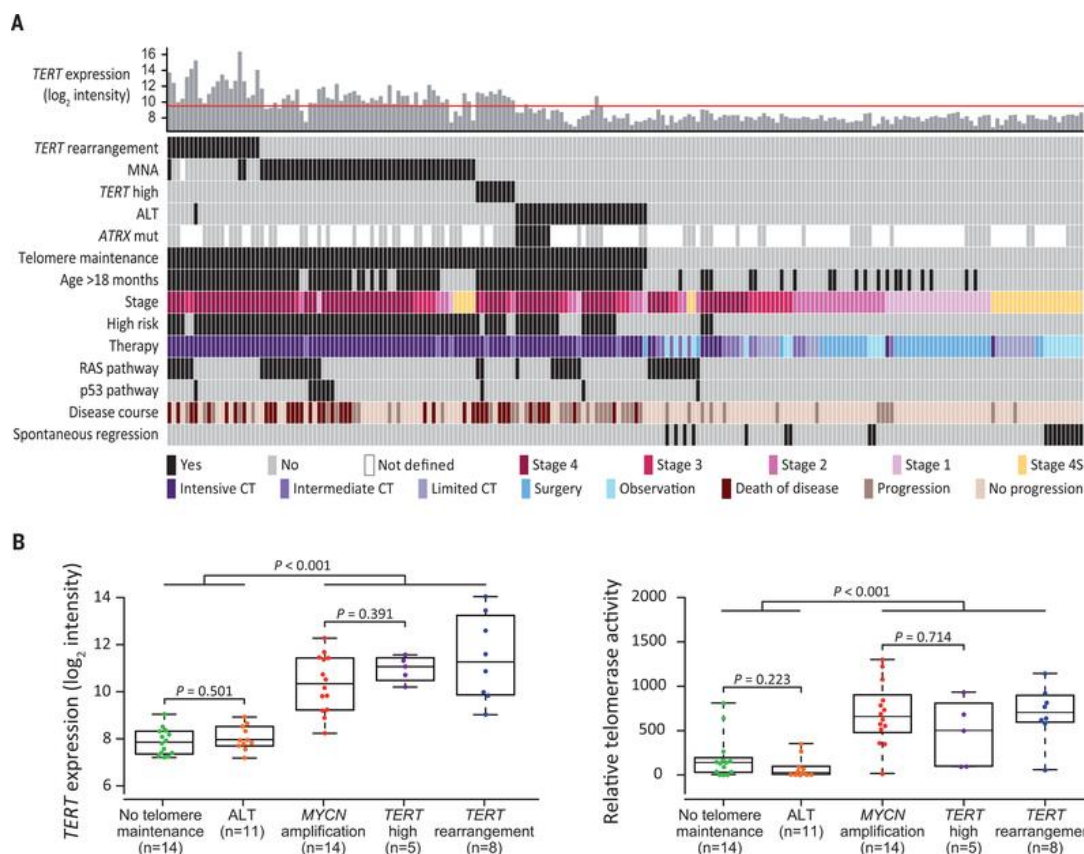 A
TERT expression
(log2 intensity)
16
14
12
10
8
TERT rearrangement
MNA
TERT high
ALT
ATRX mut
Telomere maintenance
Age >18 months
Stage
High risk
Therapy
RAS pathway
p53 pathway
Disease course
Spontaneous regression
Yes No Not defined Stage 4 Stage 3 Stage 2 Stage 1 Stage 4S
Intensive CT Intermediate CT Limited CT Surgery Observation Death of disease Progression No progression
B
TERT expression (log2 intensity)
14
12
10
8
6
P < 0.001
P = 0.391
P = 0.501
No telomere maintenance (n=14)
ALT (n=11)
MYCN amplification (n=14)
TERT high (n=5)
TERT rearrangement (n=8)
Relative telomerase activity
2000
1500
1000
500
0
P < 0.001
P = 0.714
P = 0.223
No telomere maintenance (n=14)
ALT (n=11)
MYCN amplification (n=14)
TERT high (n=5)
TERT rearrangement (n=8)